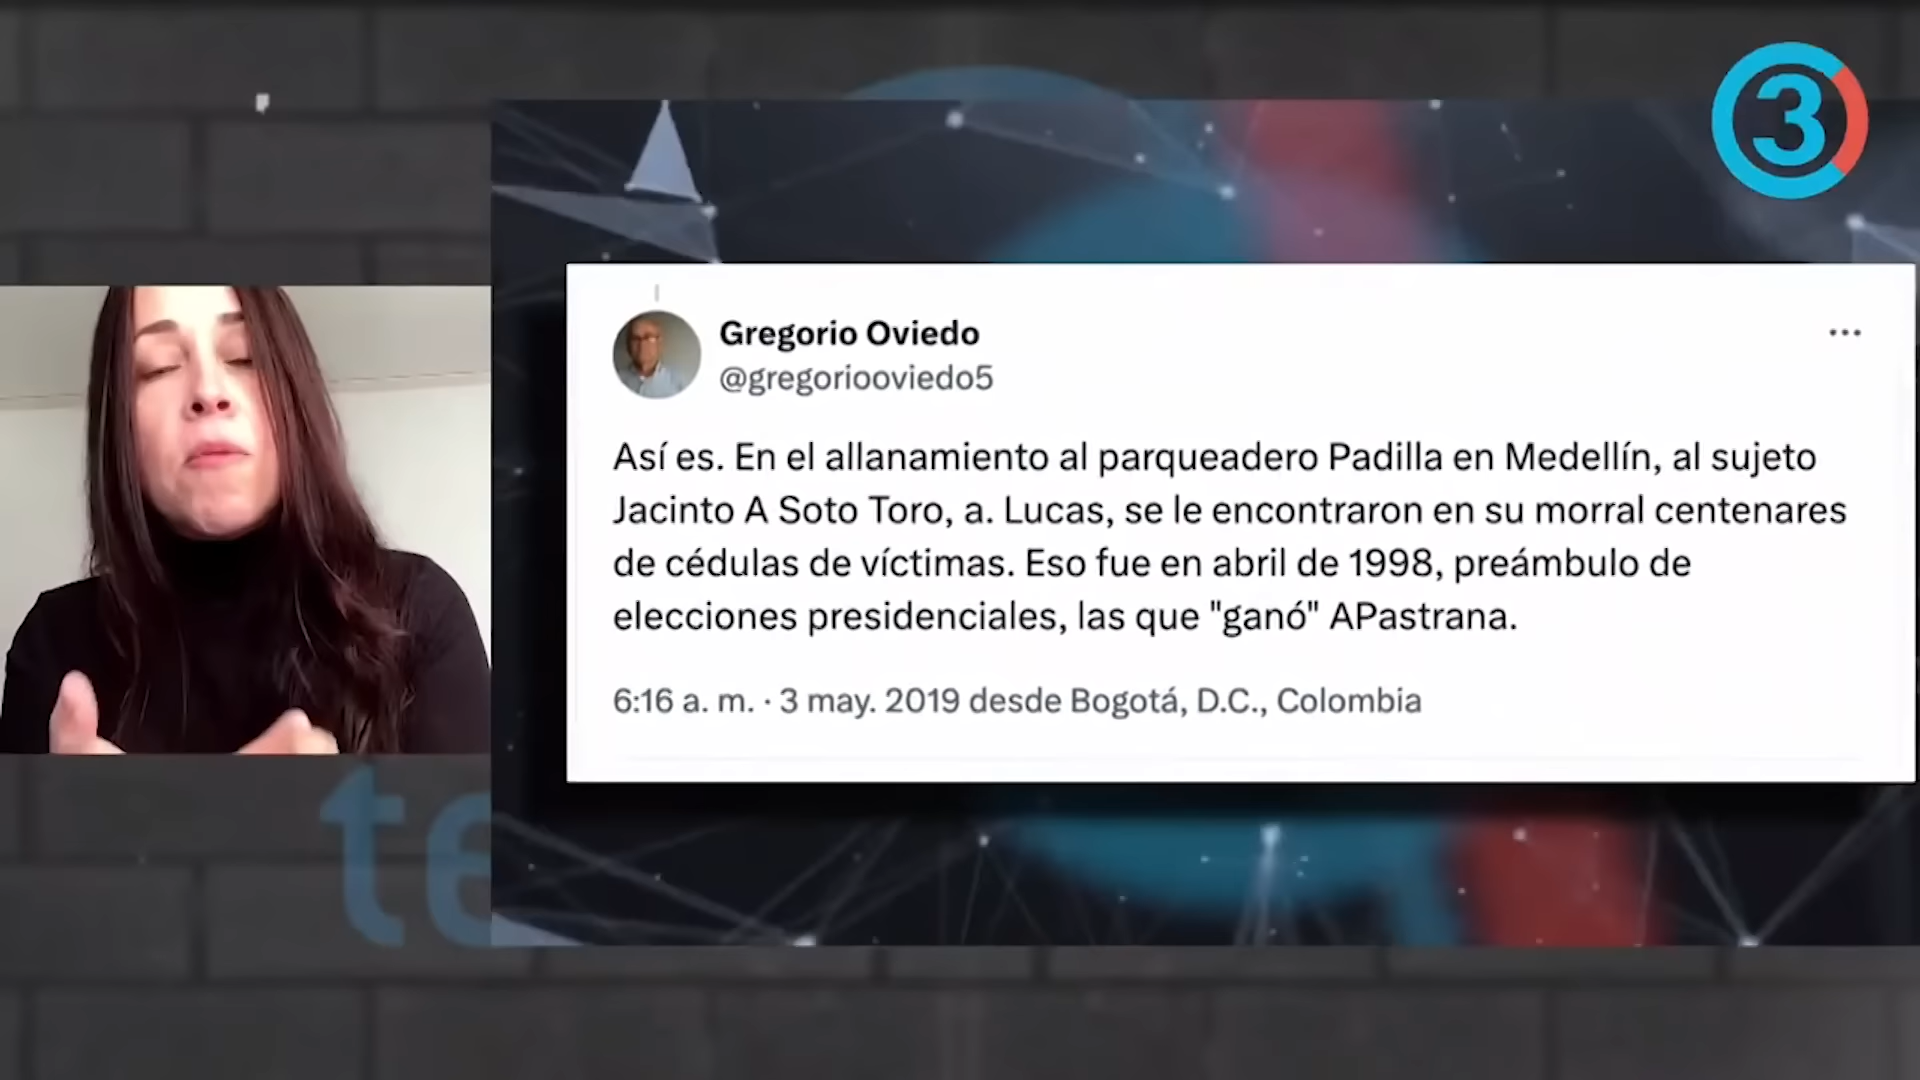 3
Gregorio Oviedo
@gregoriooviedo5
Así es. En el allanamiento al parqueadero Padilla en Medellín, al sujeto
Jacinto A Soto Toro, a. Lucas, se le encontraron en su morral centenares
de cédulas de víctimas. Eso fue en abril de 1998, preámbulo de
elecciones presidenciales, las que "ganó" APastrana.
6:16 a. m. · 3 may. 2019 desde Bogotá, D.C., Colombia
te